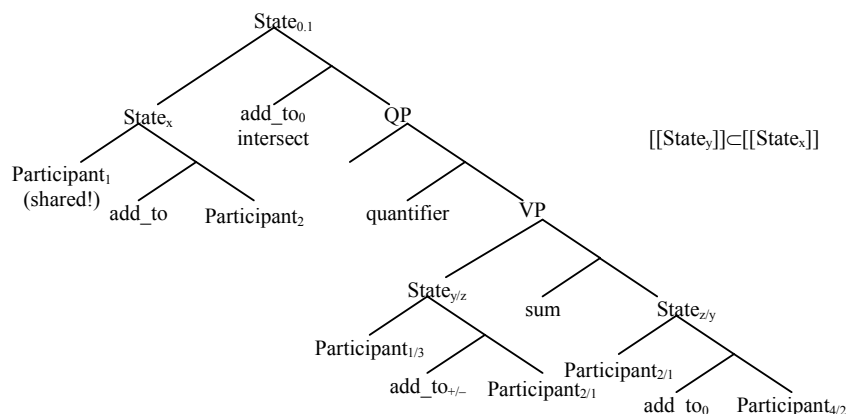 State0.1
Statex
add_to0
intersect
QP
[[Statey]]⊂[[Statex]]
Participant1
(shared!)
add_to
Participant2
quantifier
VP
Statey/z
sum
Statez/y
Participant1/3
add_to+/–
Participant2/1
Participant2/1
add_to0
Participant4/2